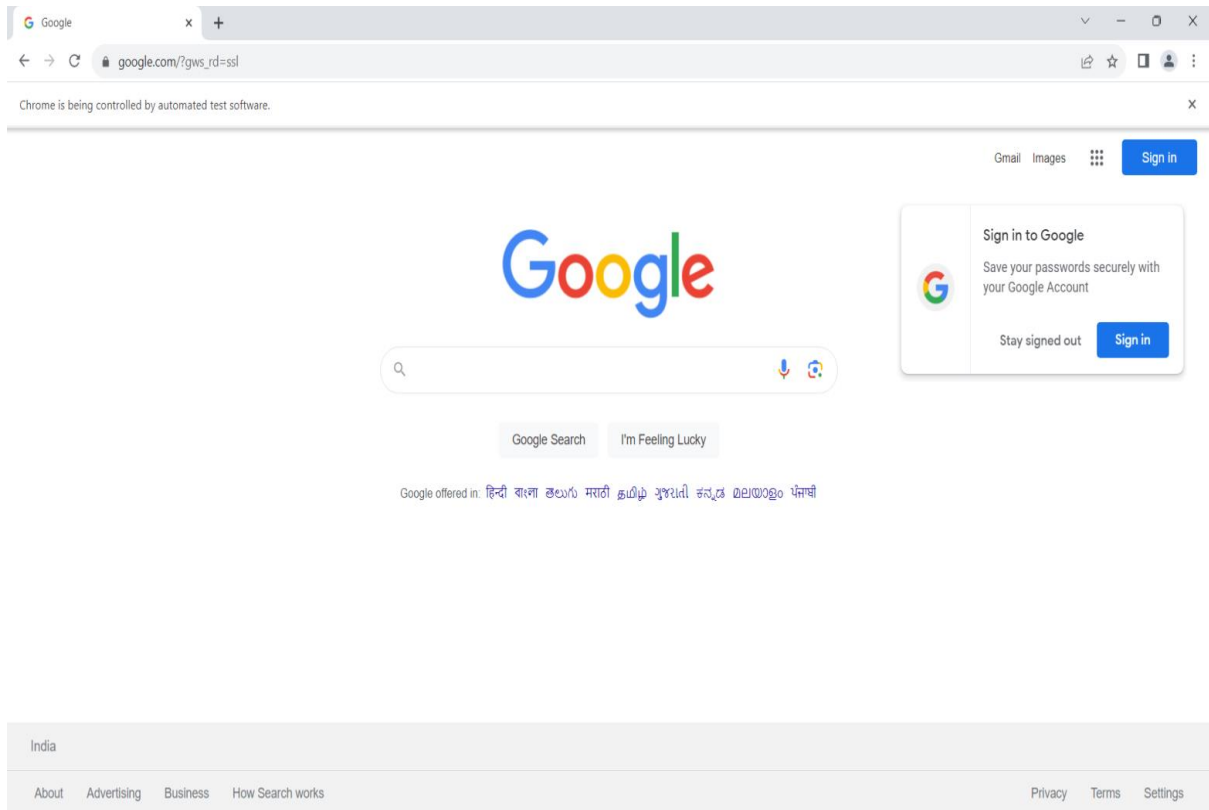 Google
google.com/?gws_rd=ssl
Chrome is being controlled by automated test software.
Gmail Images Sign in
Google
Sign in to Google
Save your passwords securely with
your Google Account
Stay signed out Sign in
Google Search I'm Feeling Lucky
Google offered in: हिन्दी বাংলা తెలుగు मराठी தமிழ் ગુજરાતી ಕನ್ನಡ മലയാളം ਪੰਜਾਬੀ
India
About Advertising Business How Search works Privacy Terms Settings